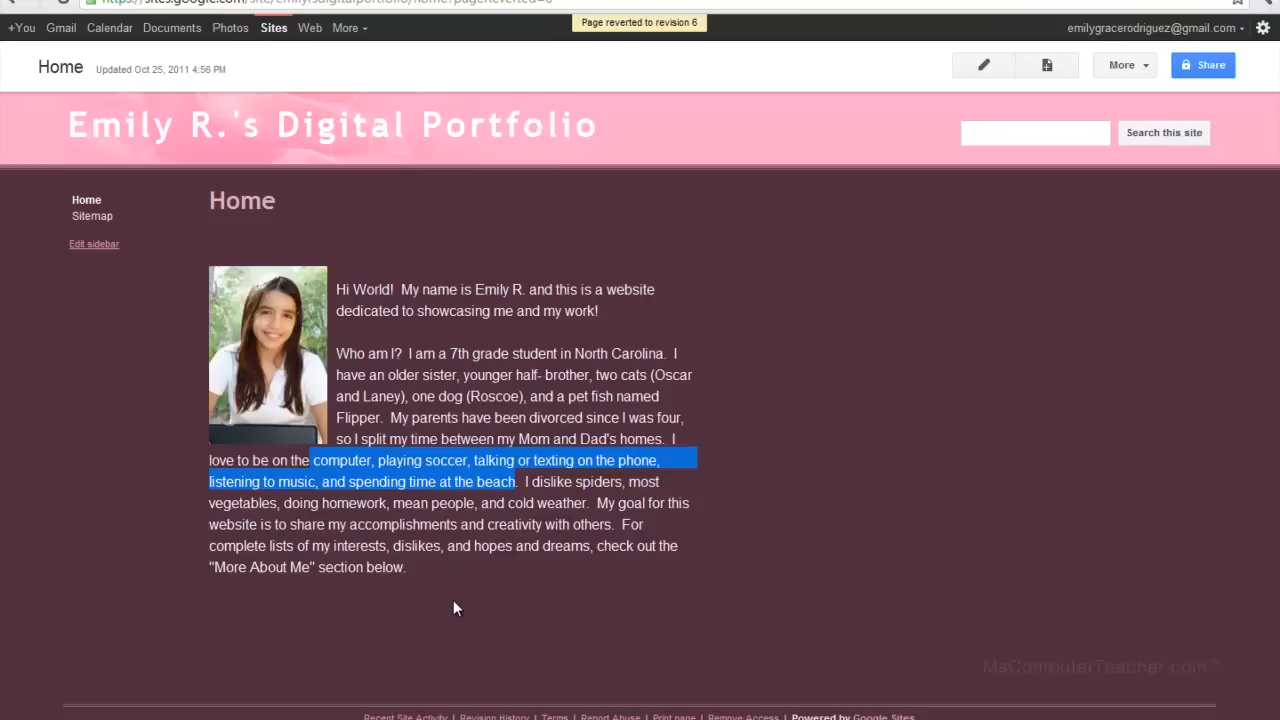 https://sites.google.com/site/emilyrsdigitalportfolio/home?pageReverted=6
+You Gmail Calendar Documents Photos Sites Web More
Page reverted to revision 6
emilygracerodriguez@gmail.com
Home Updated Oct 25, 2011 4:56 PM
More Share
Emily R.'s Digital Portfolio
Search this site
Home
Sitemap
Edit sidebar
Home
Hi World! My name is Emily R. and this is a website
dedicated to showcasing me and my work!
Who am I? I am a 7th grade student in North Carolina. I
have an older sister, younger half- brother, two cats (Oscar
and Laney), one dog (Roscoe), and a pet fish named
Flipper. My parents have been divorced since I was four,
so I split my time between my Mom and Dad's homes. I
love to be on the computer, playing soccer, talking or texting on the phone,
listening to music, and spending time at the beach. I dislike spiders, most
vegetables, doing homework, mean people, and cold weather. My goal for this
website is to share my accomplishments and creativity with others. For
complete lists of my interests, dislikes, and hopes and dreams, check out the
"More About Me" section below.
MsComputerTeacher.com™
Recent Site Activity | Revision History | Terms | Report Abuse | Print page | Remove Access | Powered by Google Sites